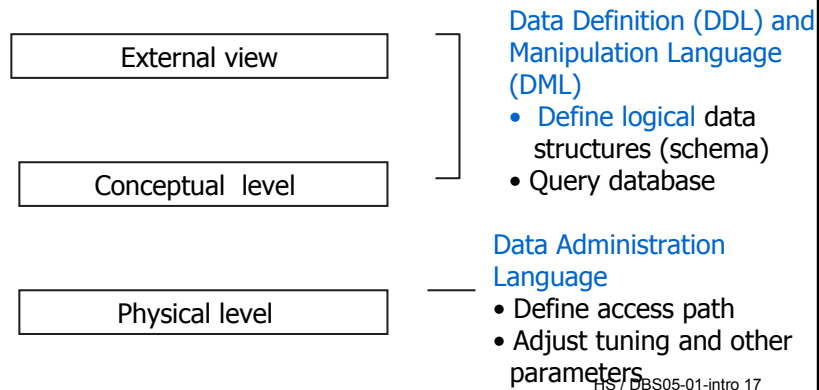 External view
Conceptual level
Physical level
Data Definition (DDL) and
Manipulation Language
(DML)
• Define logical data
structures (schema)
• Query database
Data Administration
Language
• Define access path
• Adjust tuning and other
parameters
HS / DBS05-01-intro 17